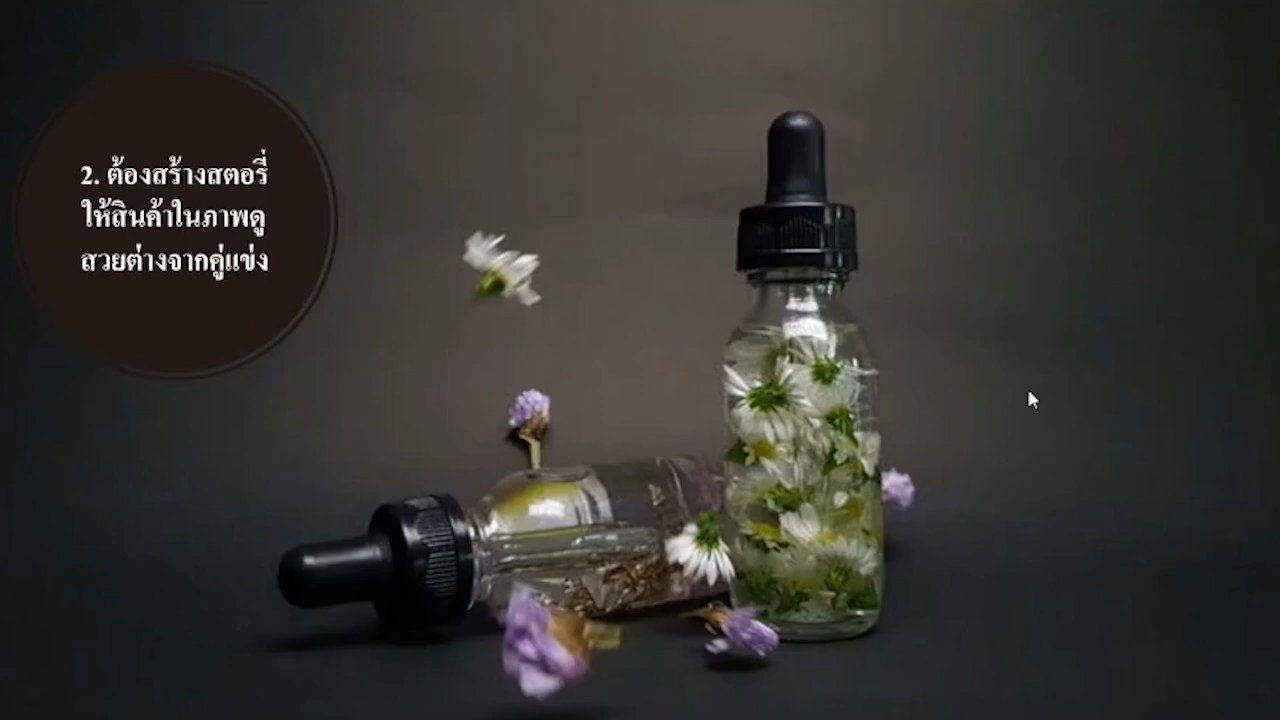 2. ต้องสร้างสตอรี่
ให้สินค้าในภาพดู
สวยต่างจากคู่แข่ง